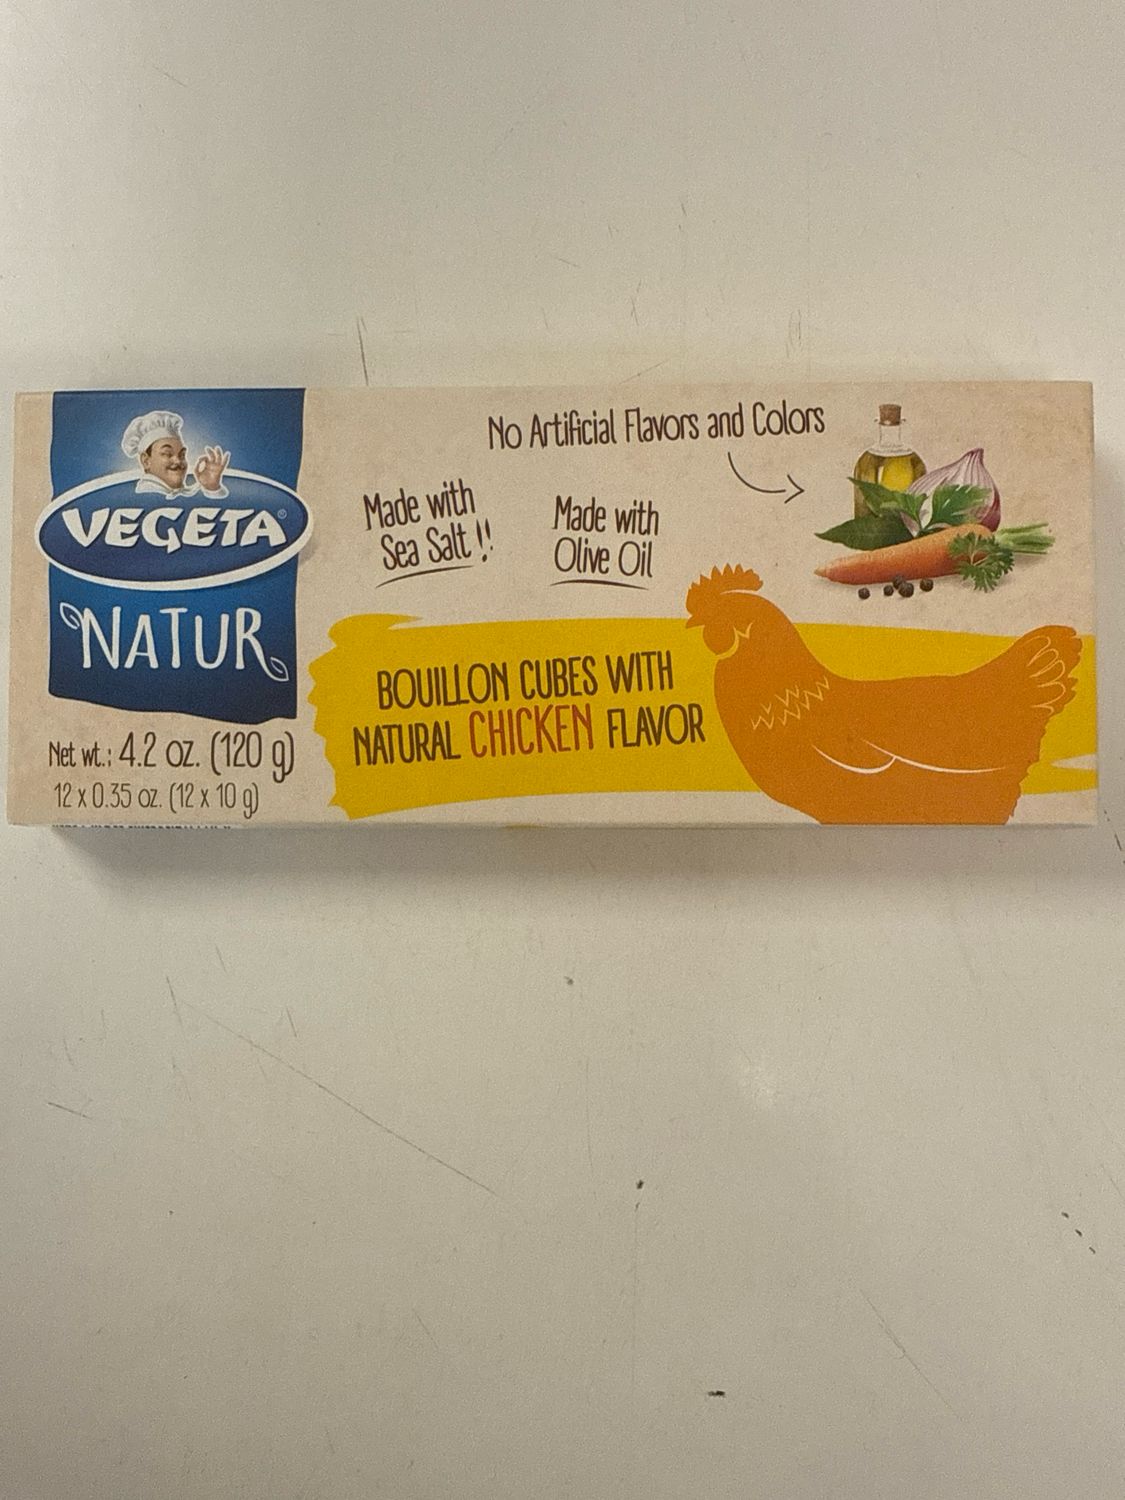 VEGETA®
NATUR
Net wt.: 4.2 oz. (120 g)
12 x 0.35 oz. (12 x 10 g)
No Artificial Flavors and Colors
Made with
Sea Salt !!
Made with
Olive Oil
BOUILLON CUBES WITH
NATURAL CHICKEN FLAVOR